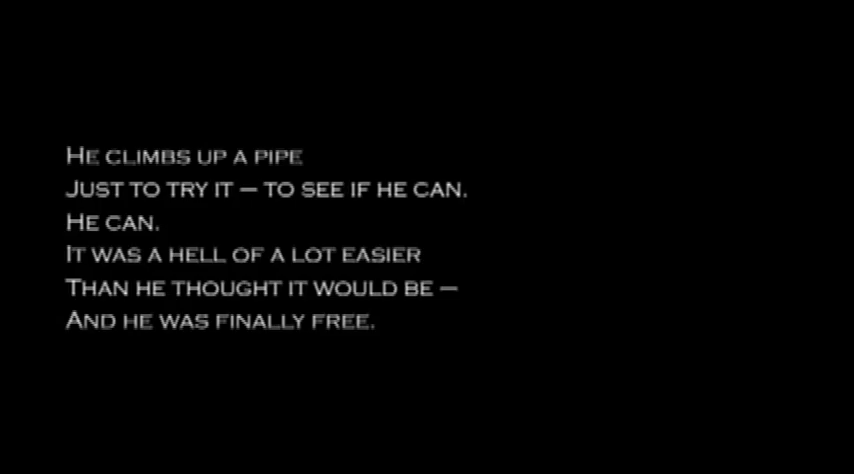 He climbs up a pipe
Just to try it – to see if he can.
He can.
It was a hell of a lot easier
Than he thought it would be –
And he was finally free.